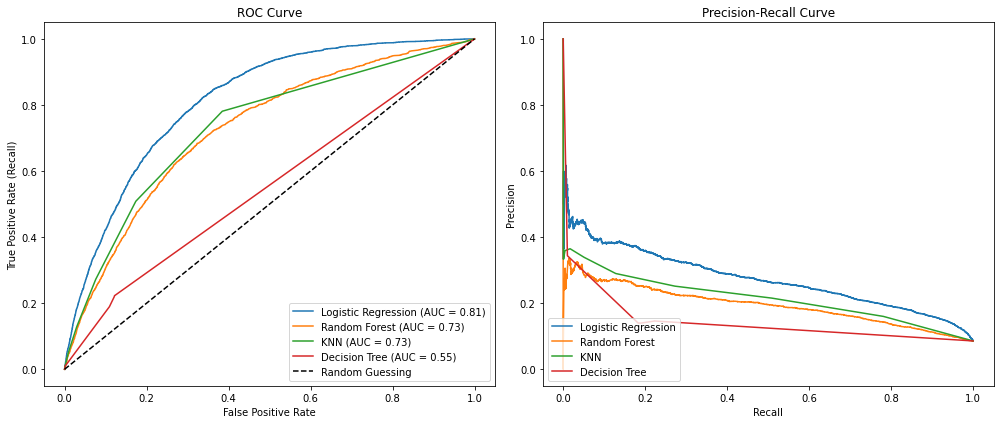 ROC Curve
True Positive Rate (Recall)
1.0
0.8
0.6
0.4
0.2
0.0
Logistic Regression (AUC = 0.81)
Random Forest (AUC = 0.73)
KNN (AUC = 0.73)
Decision Tree (AUC = 0.55)
Random Guessing
0.0 0.2 0.4 0.6 0.8 1.0
False Positive Rate
Precision-Recall Curve
Precision
1.0
0.8
0.6
0.4
0.2
0.0
Logistic Regression
Random Forest
KNN
Decision Tree
0.0 0.2 0.4 0.6 0.8 1.0
Recall